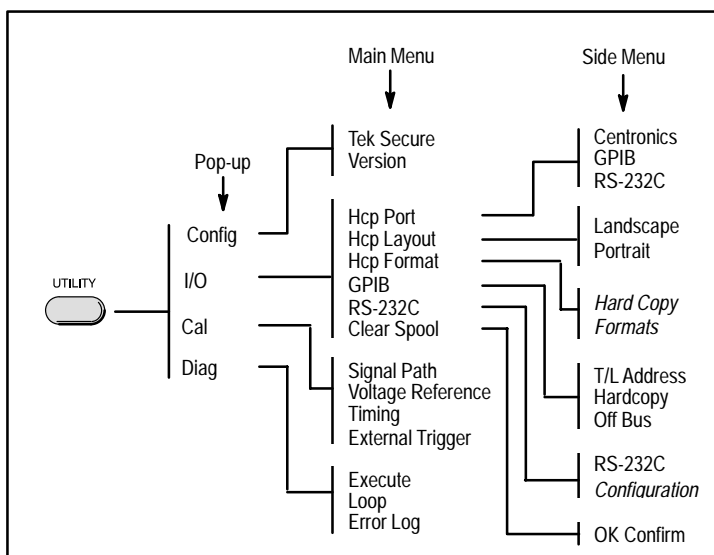 Main Menu
Side Menu
Pop-up
UTILITY
Config
I/O
Cal
Diag
Tek Secure
Version
Hcp Port
Hcp Layout
Hcp Format
GPIB
RS-232C
Clear Spool
Signal Path
Voltage Reference
Timing
External Trigger
Execute
Loop
Error Log
Centronics
GPIB
RS-232C
Landscape
Portrait
Hard Copy
Formats
T/L Address
Hardcopy
Off Bus
RS-232C
Configuration
OK Confirm